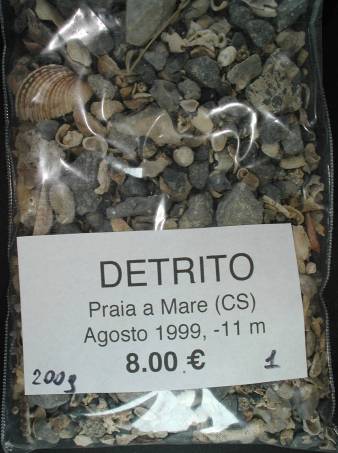 DETRITO
Praia a Mare (CS)
Agosto 1999, -11 m
8.00 €
200g 1